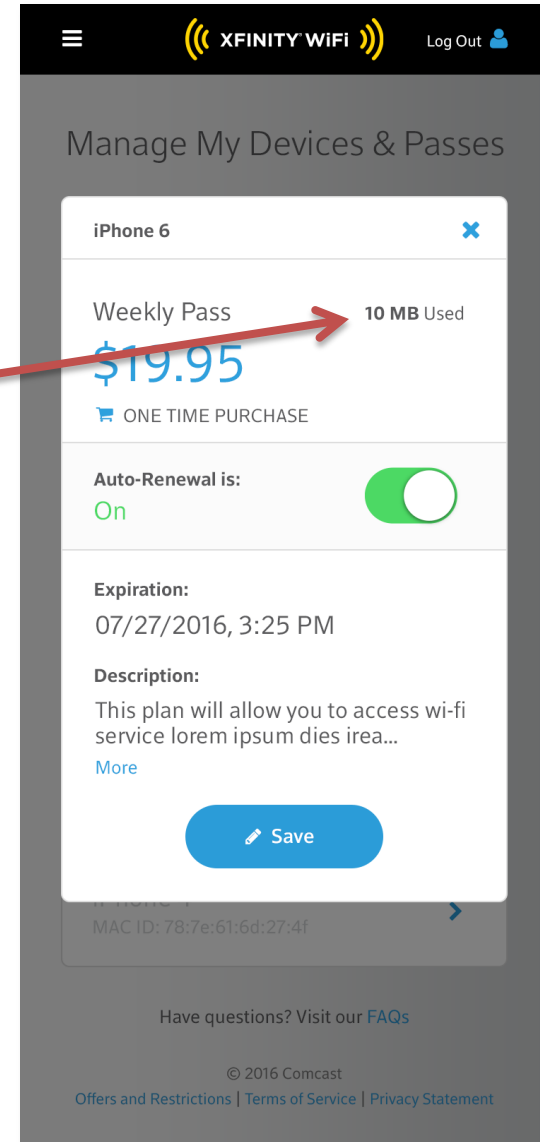 XFINITY WiFi
Log Out
Manage My Devices & Passes
iPhone 6
Weekly Pass
10 MB Used
$19.95
ONE TIME PURCHASE
Auto-Renewal is:
On
Expiration:
07/27/2016, 3:25 PM
Description:
This plan will allow you to access wi-fi
service lorem ipsum dies irea...
More
Save
MAC ID: 78:7e:61:6d:27:4f
Have questions? Visit our FAQs
© 2016 Comcast
Offers and Restrictions | Terms of Service | Privacy Statement